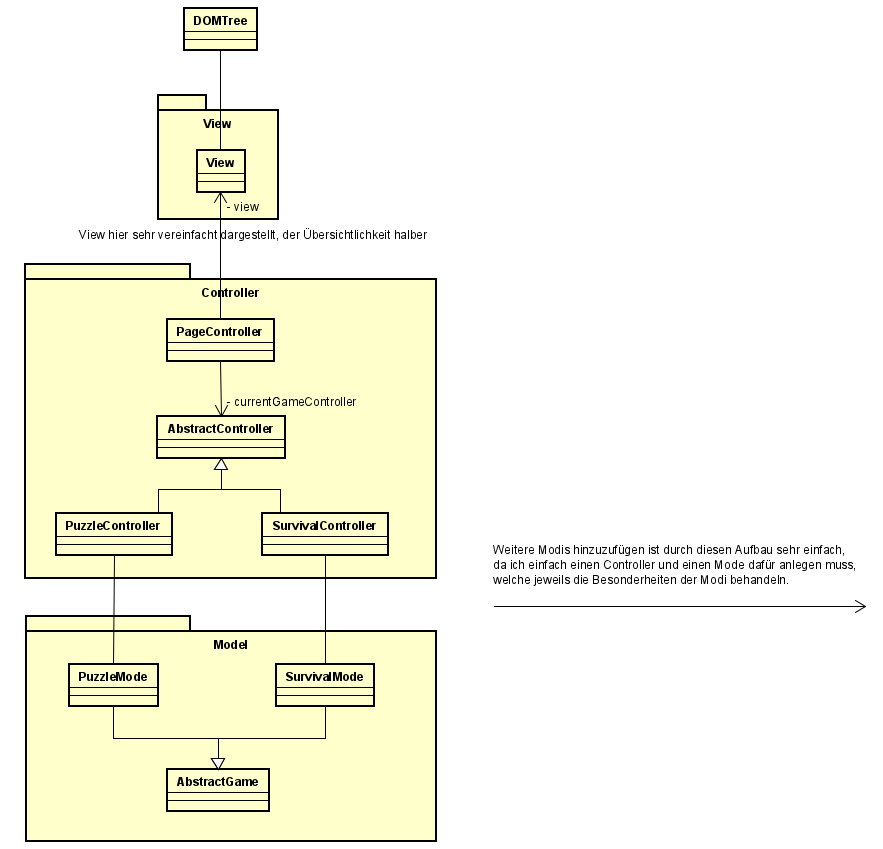 DOMTree
View
View
- view
View hier sehr vereinfacht dargestellt, der Übersichtlichkeit halber
Controller
PageController
- currentGameController
AbstractController
PuzzleController
SurvivalController
Weitere Modis hinzuzufügen ist durch diesen Aufbau sehr einfach,
da ich einfach einen Controller und einen Mode dafür anlegen muss,
welche jeweils die Besonderheiten der Modi behandeln.
Model
PuzzleMode
SurvivalMode
AbstractGame